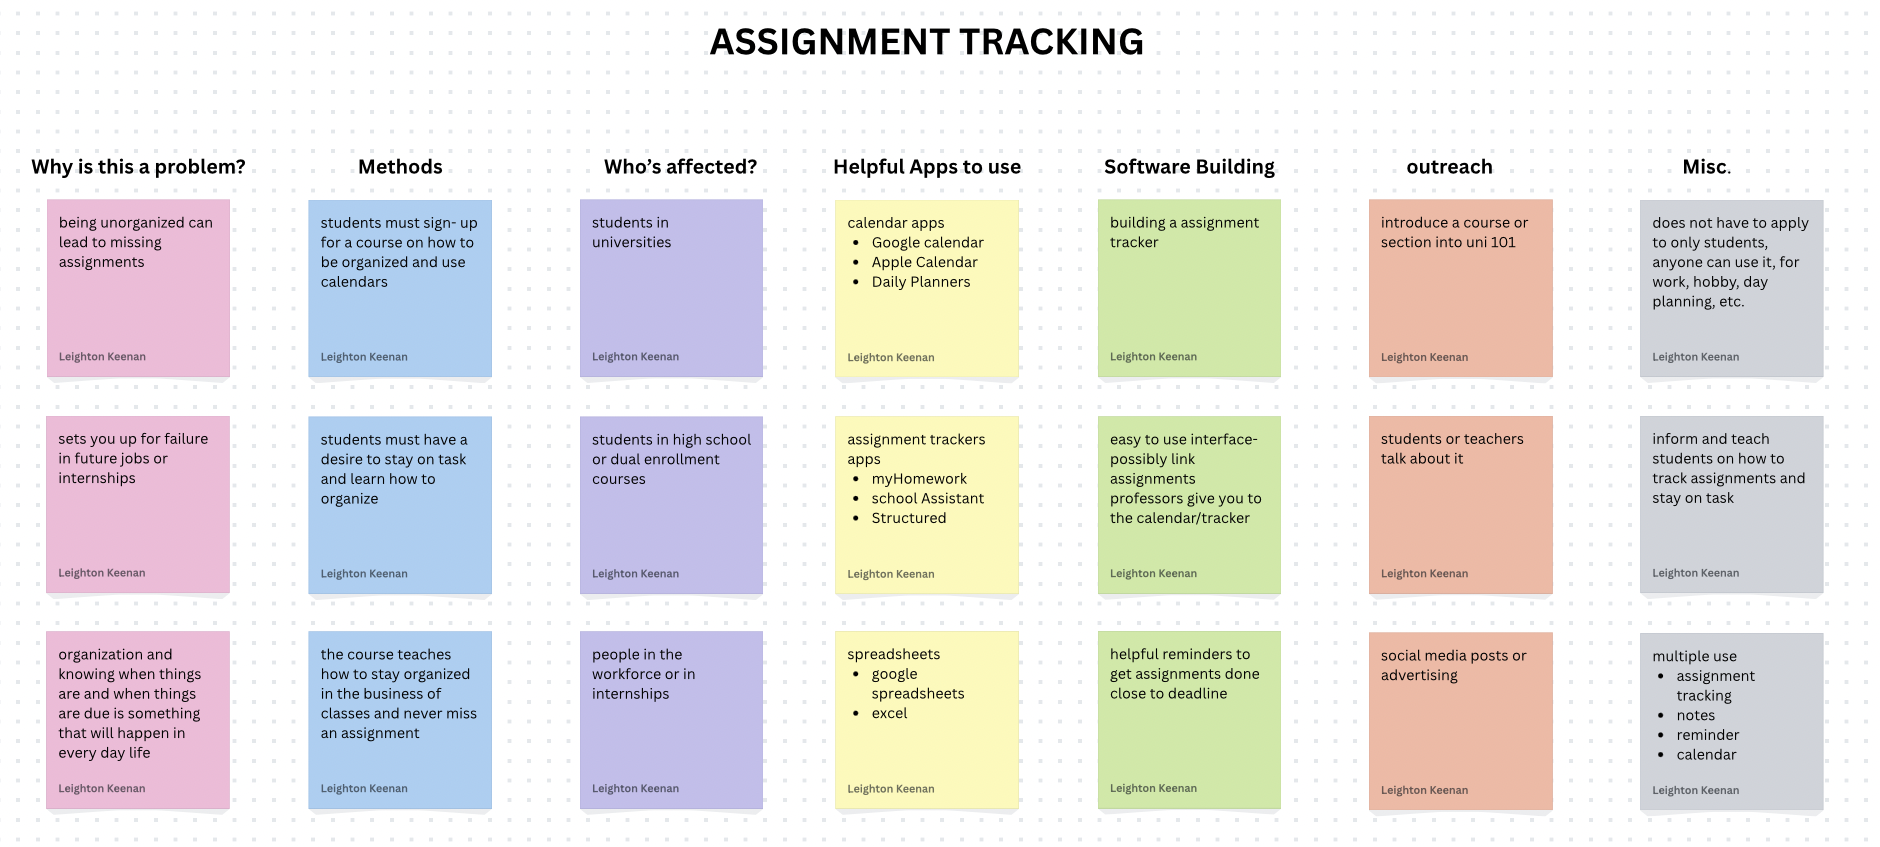 ASSIGNMENT TRACKING
Why is this a problem?
being unorganized can
lead to missing
assignments
Leighton Keenan
sets you up for failure
in future jobs or
internships
Leighton Keenan
organization and
knowing when things
are and when things
are due is something
that will happen in
every day life
Leighton Keenan
Methods
students must sign- up
for a course on how to
be organized and use
calendars
Leighton Keenan
students must have a
desire to stay on task
and learn how to
organize
Leighton Keenan
the course teaches
how to stay organized
in the business of
classes and never miss
an assignment
Leighton Keenan
Who's affected?
students in
universities
Leighton Keenan
students in high school
or dual enrollment
courses
Leighton Keenan
people in the
workforce or in
internships
Leighton Keenan
Helpful Apps to use
calendar apps
• Google calendar
• Apple Calendar
• Daily Planners
Leighton Keenan
assignment trackers
apps
• myHomework
• school Assistant
• Structured
Leighton Keenan
spreadsheets
• google
spreadsheets
• excel
Leighton Keenan
Software Building
building a assignment
tracker
Leighton Keenan
easy to use interface-
possibly link
assignments
professors give you to
the calendar/tracker
Leighton Keenan
helpful reminders to
get assignments done
close to deadline
Leighton Keenan
outreach
introduce a course or
section into uni 101
Leighton Keenan
students or teachers
talk about it
Leighton Keenan
social media posts or
advertising
Leighton Keenan
Misc.
does not have to apply
to only students,
anyone can use it, for
work, hobby, day
planning, etc.
Leighton Keenan
inform and teach
students on how to
track assignments and
stay on task
Leighton Keenan
multiple use
• assignment
tracking
• notes
• reminder
• calendar
Leighton Keenan